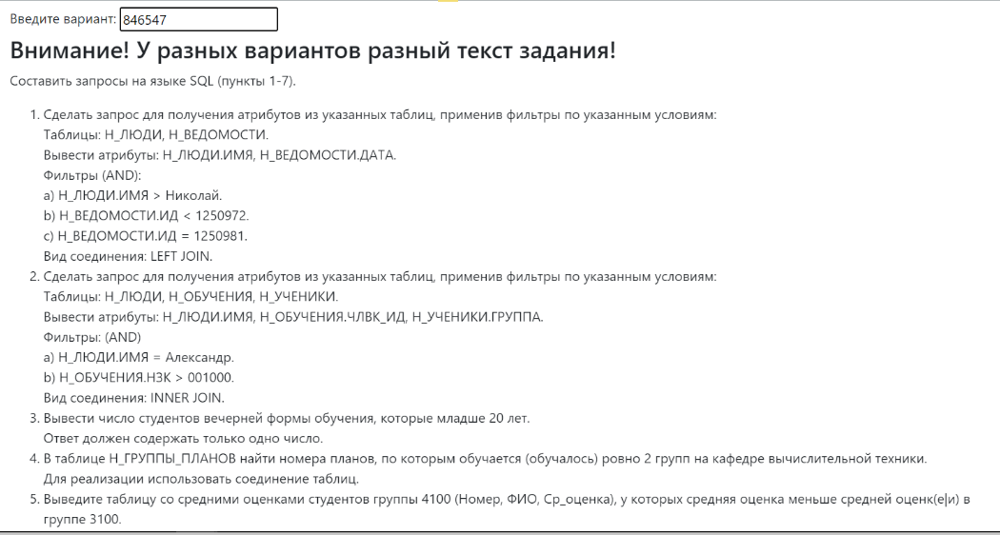 Введите вариант: 846547
Внимание! У разных вариантов разный текст задания!
Составить запросы на языке SQL (пункты 1-7).
1. Сделать запрос для получения атрибутов из указанных таблиц, применив фильтры по указанным условиям:
Таблицы: Н_ЛЮДИ, Н_ВЕДОМОСТИ.
Вывести атрибуты: Н_ЛЮДИ.ИМЯ, Н_ВЕДОМОСТИ.ДАТА.
Фильтры (AND):
a) Н_ЛЮДИ.ИМЯ > Николай.
b) Н_ВЕДОМОСТИ.ИД < 1250972.
c) Н_ВЕДОМОСТИ.ИД = 1250981.
Вид соединения: LEFT JOIN.
2. Сделать запрос для получения атрибутов из указанных таблиц, применив фильтры по указанным условиям:
Таблицы: Н_ЛЮДИ, Н_ОБУЧЕНИЯ, Н_УЧЕНИКИ.
Вывести атрибуты: Н_ЛЮДИ.ИМЯ, Н_ОБУЧЕНИЯ.ЧЛВК_ИД, Н_УЧЕНИКИ.ГРУППА.
Фильтры: (AND)
a) Н_ЛЮДИ.ИМЯ = Александр.
b) Н_ОБУЧЕНИЯ.НЗК > 001000.
Вид соединения: INNER JOIN.
3. Вывести число студентов вечерней формы обучения, которые младше 20 лет.
Ответ должен содержать только одно число.
4. В таблице Н_ГРУППЫ_ПЛАНОВ найти номера планов, по которым обучается (обучалось) ровно 2 групп на кафедре вычислительной техники.
Для реализации использовать соединение таблиц.
5. Выведите таблицу со средними оценками студентов группы 4100 (Номер, ФИО, Ср_оценка), у которых средняя оценка меньше средней оценк(е|и) в
группе 3100.